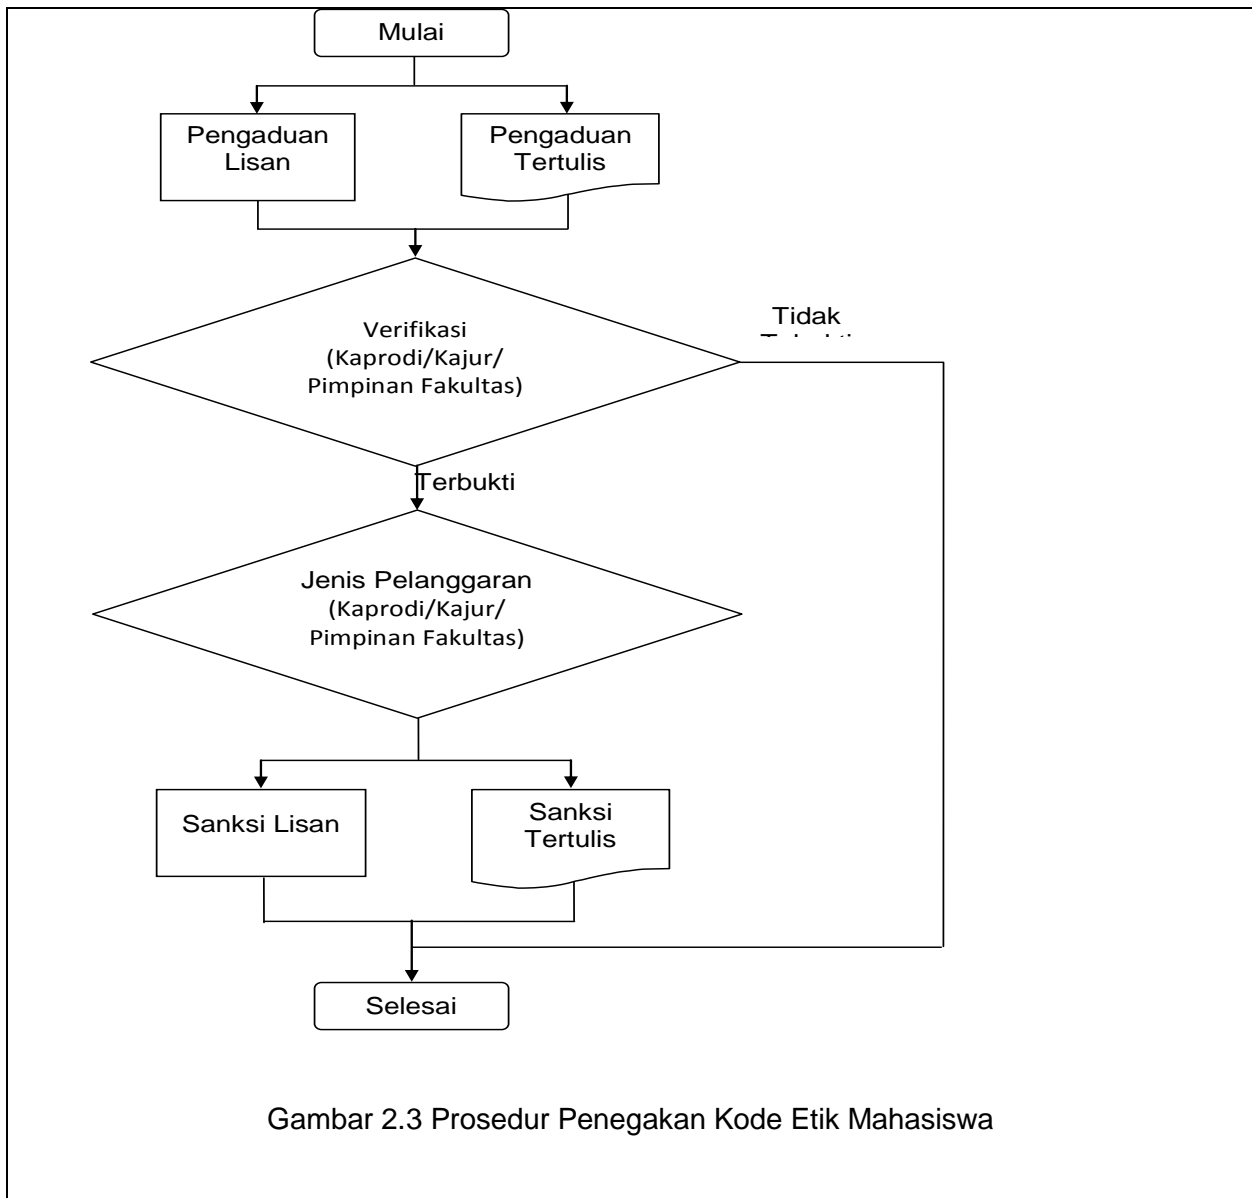 Mulai
Pengaduan
Lisan
Pengaduan
Tertulis
Verifikasi
(Kaprodi/Kajur/
Pimpinan Fakultas)
Tidak
Terbukti
Jenis Pelanggaran
(Kaprodi/Kajur/
Pimpinan Fakultas)
Sanksi Lisan
Sanksi
Tertulis
Selesai
Gambar 2.3 Prosedur Penegakan Kode Etik Mahasiswa